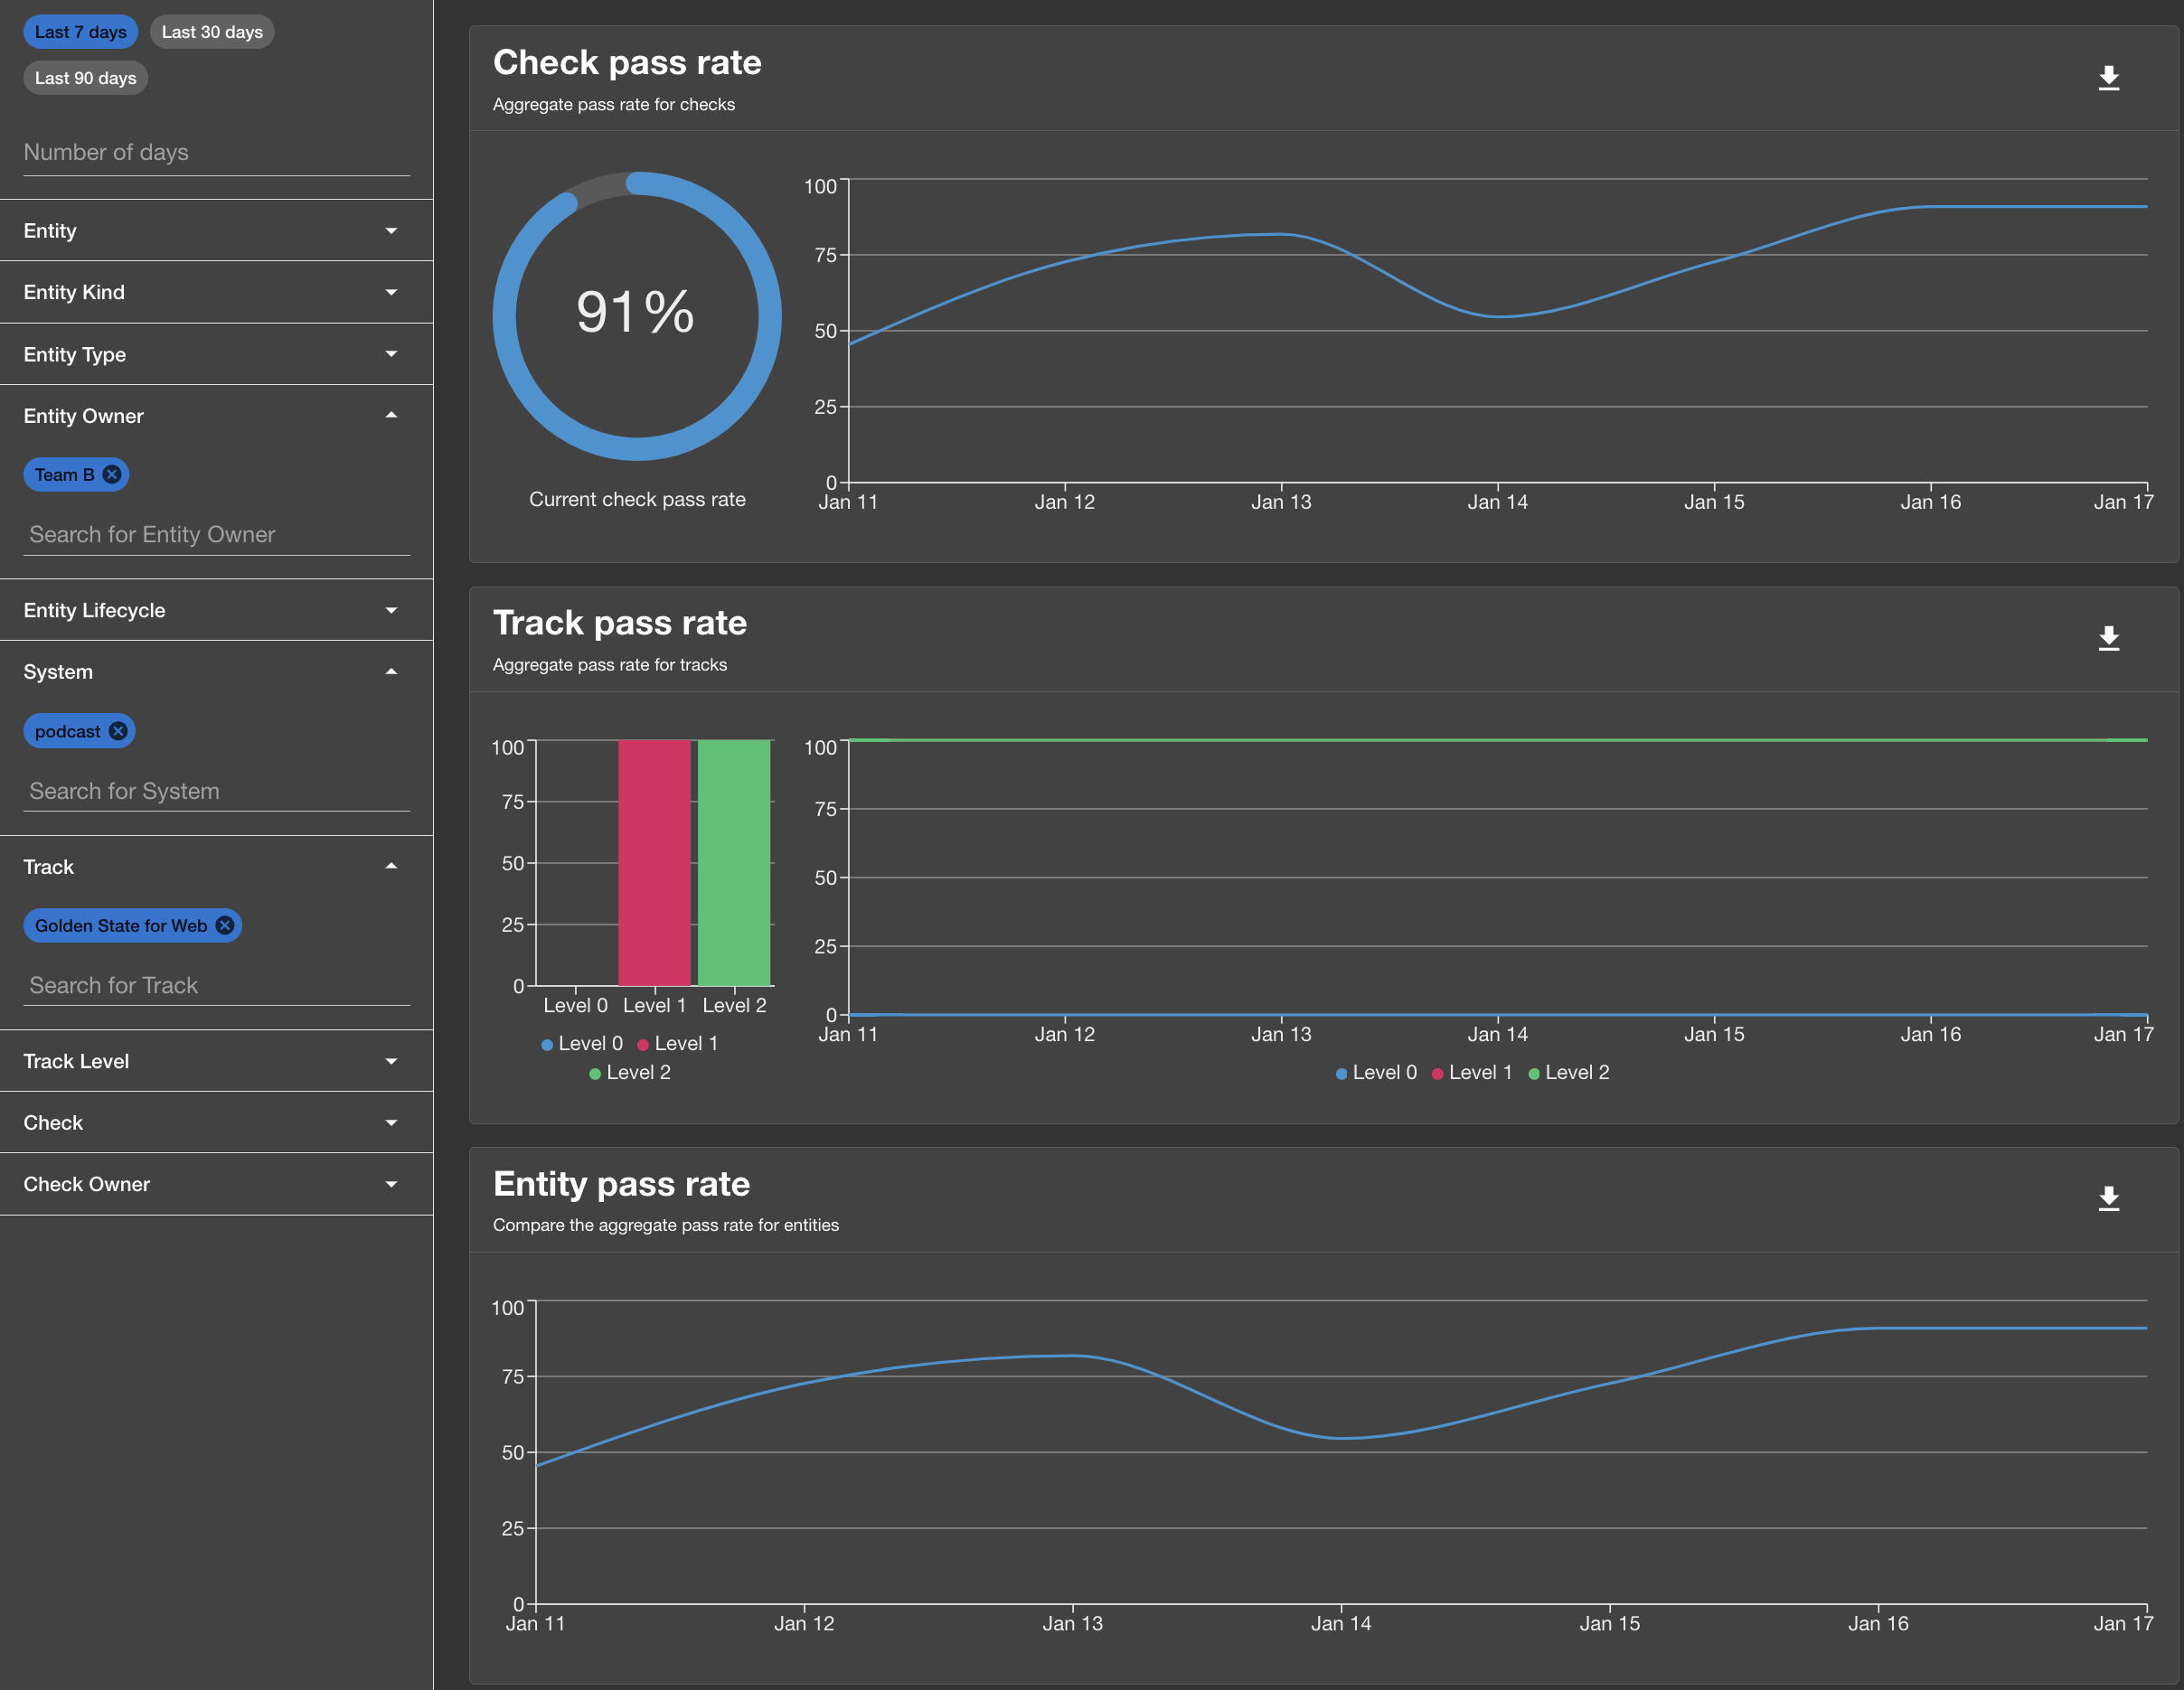 Last 7 days
Last 30 days
Last 90 days
Number of days
Entity
Entity Kind
Entity Type
Entity Owner
Team B
Search for Entity Owner
Entity Lifecycle
System
podcast
Search for System
Track
Golden State for Web
Search for Track
Track Level
Check
Check Owner
Check pass rate
Aggregate pass rate for checks
91%
Current check pass rate
100
75
50
25
0
Jan 11 Jan 12 Jan 13 Jan 14 Jan 15 Jan 16 Jan 17
Track pass rate
Aggregate pass rate for tracks
100
75
50
25
0
Level 0 Level 1 Level 2
Level 0 Level 1
Level 2
100
75
50
25
0
Jan 11 Jan 12 Jan 13 Jan 14 Jan 15 Jan 16 Jan 17
Level 0 Level 1 Level 2
Entity pass rate
Compare the aggregate pass rate for entities
100
75
50
25
0
Jan 11 Jan 12 Jan 13 Jan 14 Jan 15 Jan 16 Jan 17